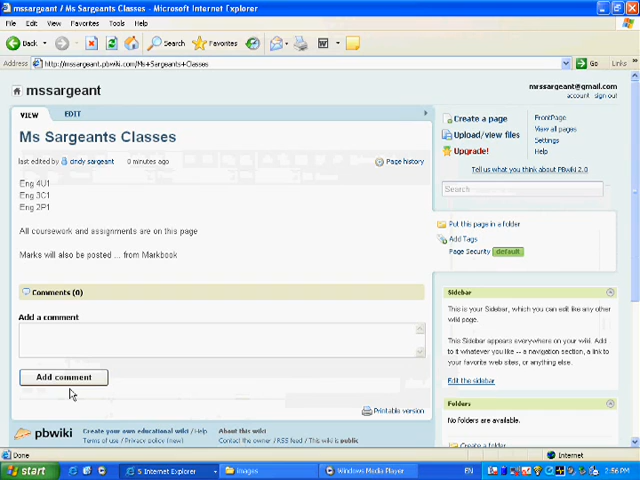 mssargeant / Ms Sargeants Classes - Microsoft Internet Explorer
File Edit View Favorites Tools Help
Back Search Favorites
Address http://mssargeant.pbwiki.com/Ms+Sargeants+Classes Go Links
mssargeant
mrssargeant@gmail.com
account sign out
VIEW EDIT
Ms Sargeants Classes
last edited by cindy sargeant 0 minutes ago Page history
Eng 4U1
Eng 3C1
Eng 2P1
All coursework and assignments are on this page
Marks will also be posted ... from Markbook
Comments (0)
Add a comment
Add comment
Printable version
Create a page
Upload/view files
Upgrade!
FrontPage
View all pages
Settings
Help
Tell us what you think about PBwiki 2.0
Search
Put this page in a folder
Add Tags
Page Security default
Sidebar
This is your Sidebar, which you can edit like any other
wiki page.
This Sidebar appears everywhere on your wiki. Add
to it whatever you like -- a navigation section, a link to
your favorite web sites, or anything else.
Edit the sidebar
Folders
No folders are available.
Create a folder
pbwiki
Create your own educational wiki / Help
Terms of use / Privacy policy (new)
About this wiki
Contact the owner / RSS feed / This wiki is public
Done Internet
start 5 Internet Explorer Images Windows Media Player EN 2:56 PM